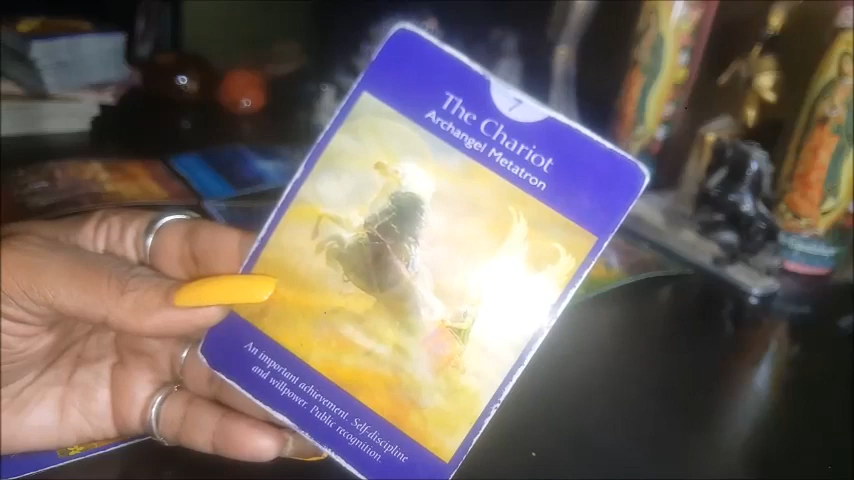 7
The Chariot
Archangel Metatron
An important achievement. Self-discipline
and willpower. Public recognition.